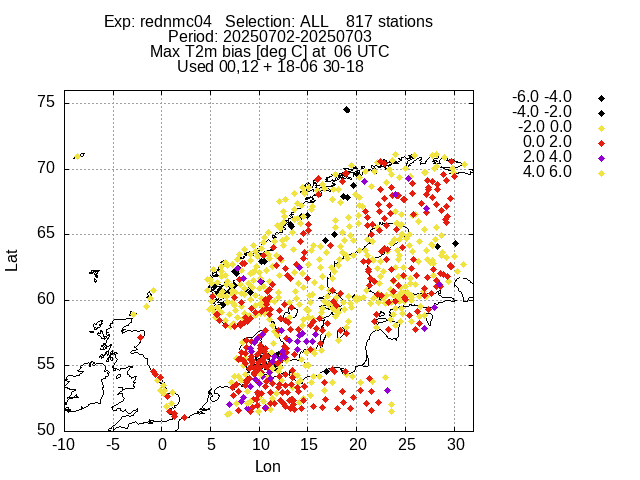 Exp: rednmc04 Selection: ALL 817 stations
Period: 20250702-20250703
Max T2m bias [deg C] at 06 UTC
Used 00,12 + 18-06 30-18
-6.0 -4.0
-4.0 -2.0
-2.0 0.0
0.0 2.0
2.0 4.0
4.0 6.0
75
70
65
60
55
50
Lat
-10 -5 0 5 10 15 20 25 30
Lon